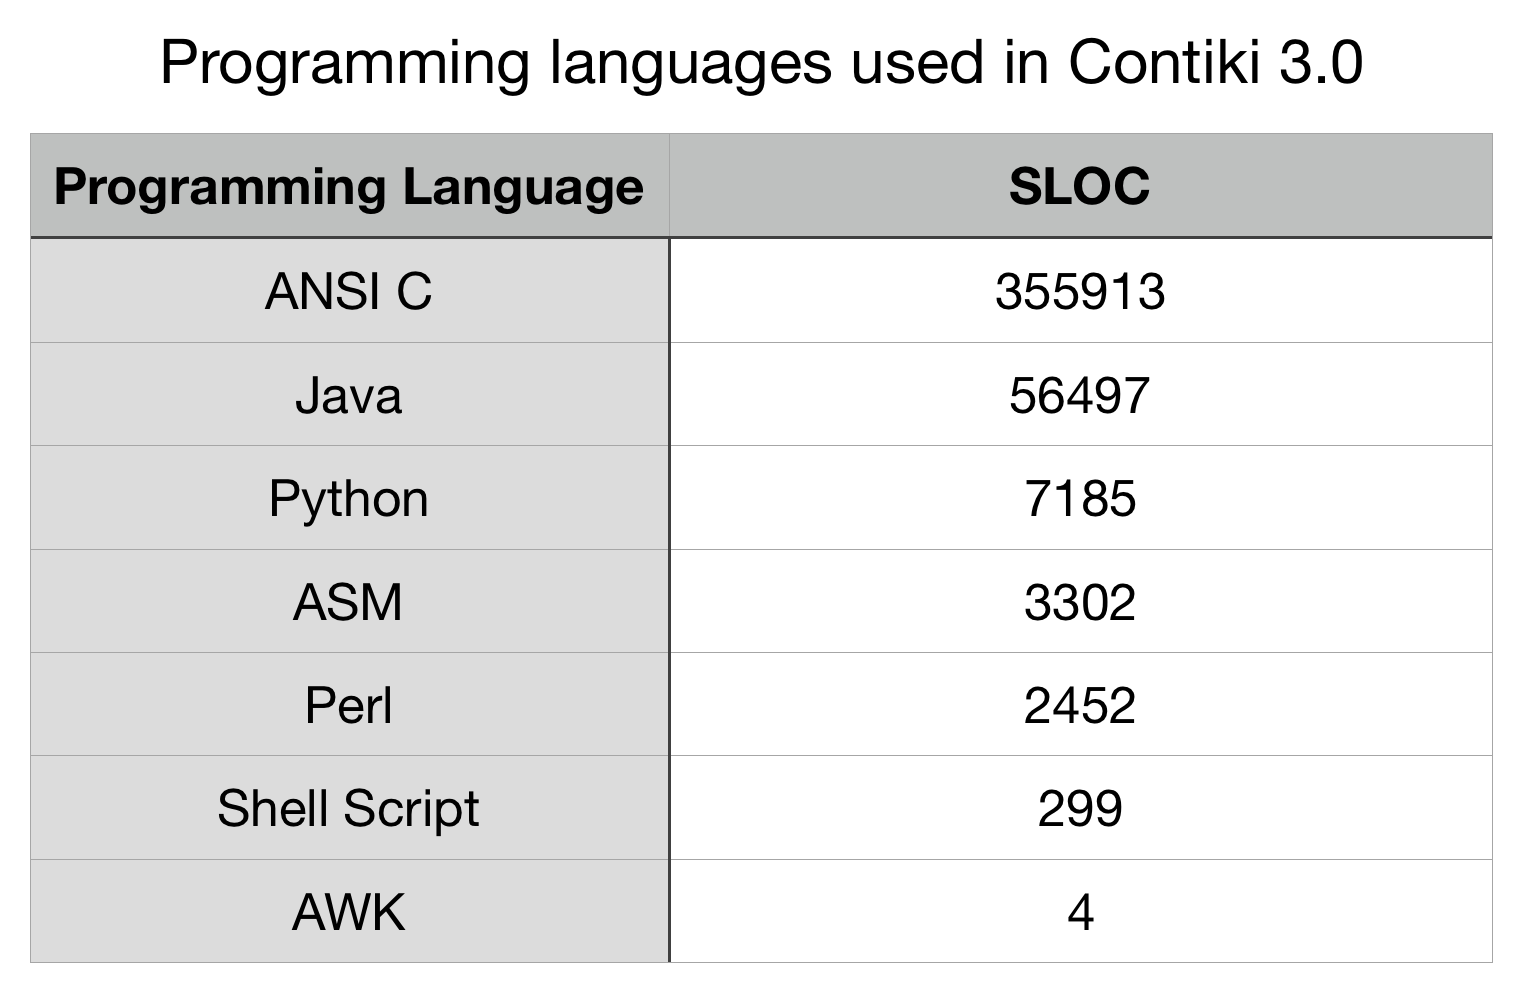 Programming languages used in Contiki 3.0
Programming Language SLOC
ANSI C 355913
Java 56497
Python 7185
ASM 3302
Perl 2452
Shell Script 299
AWK 4